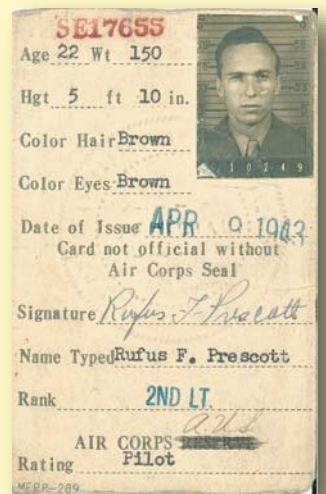 SE17655
Age 22 Wt 150
Hgt 5 ft 10 in.
Color Hair Brown
Color Eyes Brown
10249
Date of Issue APR 9 1943
Card not official without
Air Corps Seal
Signature Rufus F. Prescott
Name Typed Rufus F. Prescott
Rank 2ND LT.
A.U.S
AIR CORPS RESERVE
Rating Pilot
MFRP-289